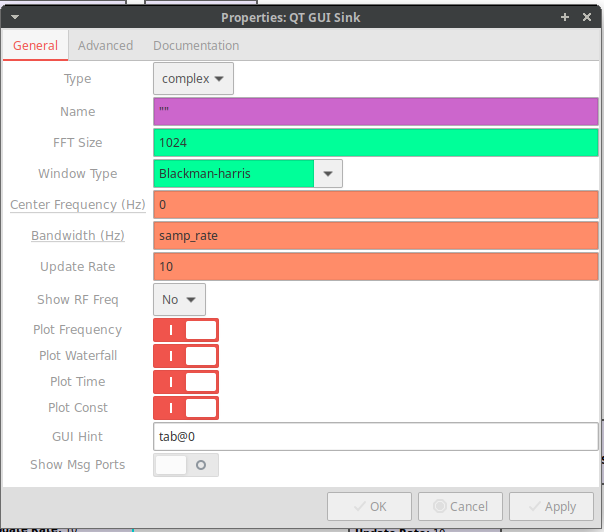 Properties: QT GUI Sink
General Advanced Documentation
Type complex
Name ""
FFT Size 1024
Window Type Blackman-harris
Center Frequency (Hz) 0
Bandwidth (Hz) samp_rate
Update Rate 10
Show RF Freq No
Plot Frequency
Plot Waterfall
Plot Time
Plot Const
GUI Hint tab@0
Show Msg Ports
OK Cancel Apply